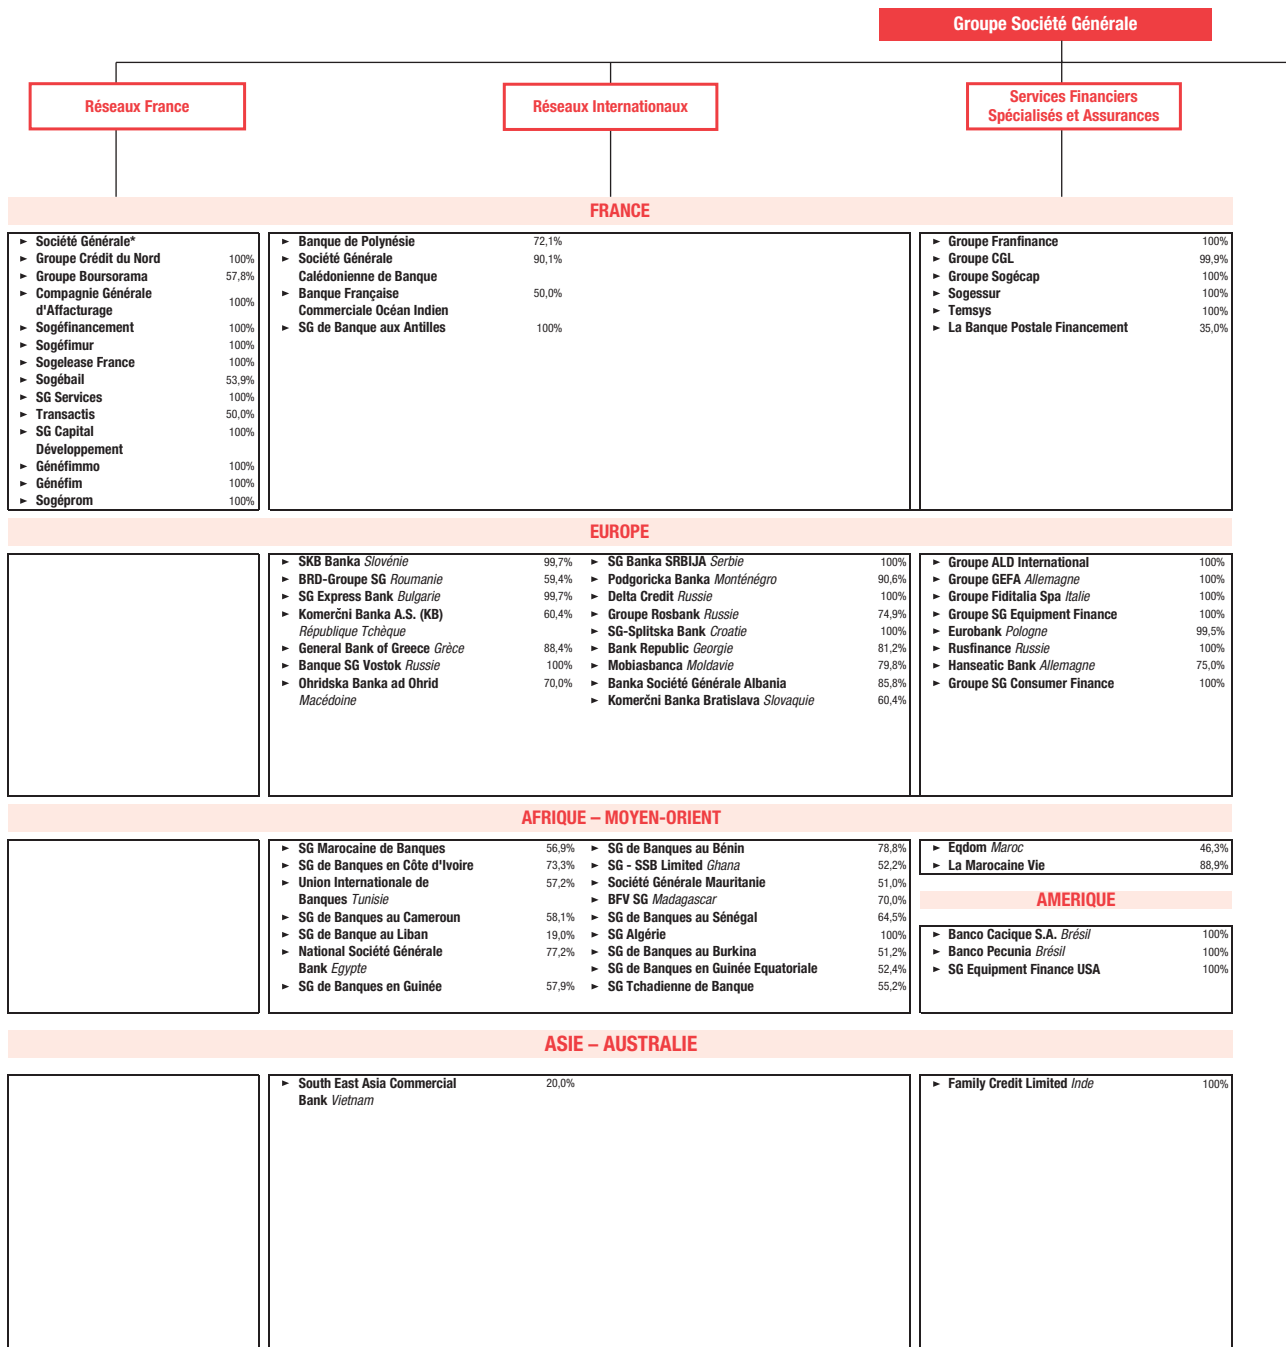 Groupe Société Générale
Réseaux France
Réseaux Internationaux
Services Financiers
Spécialisés et Assurances
FRANCE
► Société Générale*
► Groupe Crédit du Nord 100%
► Groupe Boursorama 57,8%
► Compagnie Générale
d'Affacturage 100%
► Sogéfinancement 100%
► Sogéfimur 100%
► Sogelease France 100%
► Sogébail 53,9%
► SG Services 100%
► Transactis 50,0%
► SG Capital 100%
Développement
► Généfimmo 100%
► Généfim 100%
► Sogéprom 100%
► Banque de Polynésie 72,1%
► Société Générale 90,1%
Calédonienne de Banque
► Banque Française 50,0%
Commerciale Océan Indien
► SG de Banque aux Antilles 100%
► Groupe Franfinance 100%
► Groupe CGL 99,9%
► Groupe Sogécap 100%
► Sogessur 100%
► Temsys 100%
► La Banque Postale Financement 35,0%
EUROPE
► SKB Banka Slovénie 99,7%
► BRD-Groupe SG Roumanie 59,4%
► SG Express Bank Bulgarie 99,7%
► Komerčni Banka A.S. (KB) 60,4%
République Tchèque
► General Bank of Greece Grèce 88,4%
► Banque SG Vostok Russie 100%
► Ohridska Banka ad Ohrid 70,0%
Macédoine
► SG Banka SRBIJA Serbie 100%
► Podgoricka Banka Monténégro 90,6%
► Delta Credit Russie 100%
► Groupe Rosbank Russie 74,9%
► SG-Splitska Bank Croatie 100%
► Bank Republic Georgie 81,2%
► Mobiasbanca Moldavie 79,8%
► Banka Société Générale Albania 85,8%
► Komerčni Banka Bratislava Slovaquie 60,4%
► Groupe ALD International 100%
► Groupe GEFA Allemagne 100%
► Groupe Fiditalia Spa Italie 100%
► Groupe SG Equipment Finance 100%
► Eurobank Pologne 99,5%
► Rusfinance Russie 100%
► Hanseatic Bank Allemagne 75,0%
► Groupe SG Consumer Finance 100%
AFRIQUE – MOYEN-ORIENT
► SG Marocaine de Banques 56,9%
► SG de Banques en Côte d'Ivoire 73,3%
► Union Internationale de 57,2%
Banques Tunisie
► SG de Banques au Cameroun 58,1%
► SG de Banque au Liban 19,0%
► National Société Générale 77,2%
Bank Egypte
► SG de Banques en Guinée 57,9%
► SG de Banques au Bénin 78,8%
► SG - SSB Limited Ghana 52,2%
► Société Générale Mauritanie 51,0%
► BFV SG Madagascar 70,0%
► SG de Banques au Sénégal 64,5%
► SG Algérie 100%
► SG de Banques au Burkina 51,2%
► SG de Banques en Guinée Equatoriale 52,4%
► SG Tchadienne de Banque 55,2%
► Eqdom Maroc 46,3%
► La Marocaine Vie 88,9%
AMERIQUE
► Banco Cacique S.A. Brésil 100%
► Banco Pecunia Brésil 100%
► SG Equipment Finance USA 100%
ASIE – AUSTRALIE
► South East Asia Commercial 20,0%
Bank Vietnam
► Family Credit Limited Inde 100%